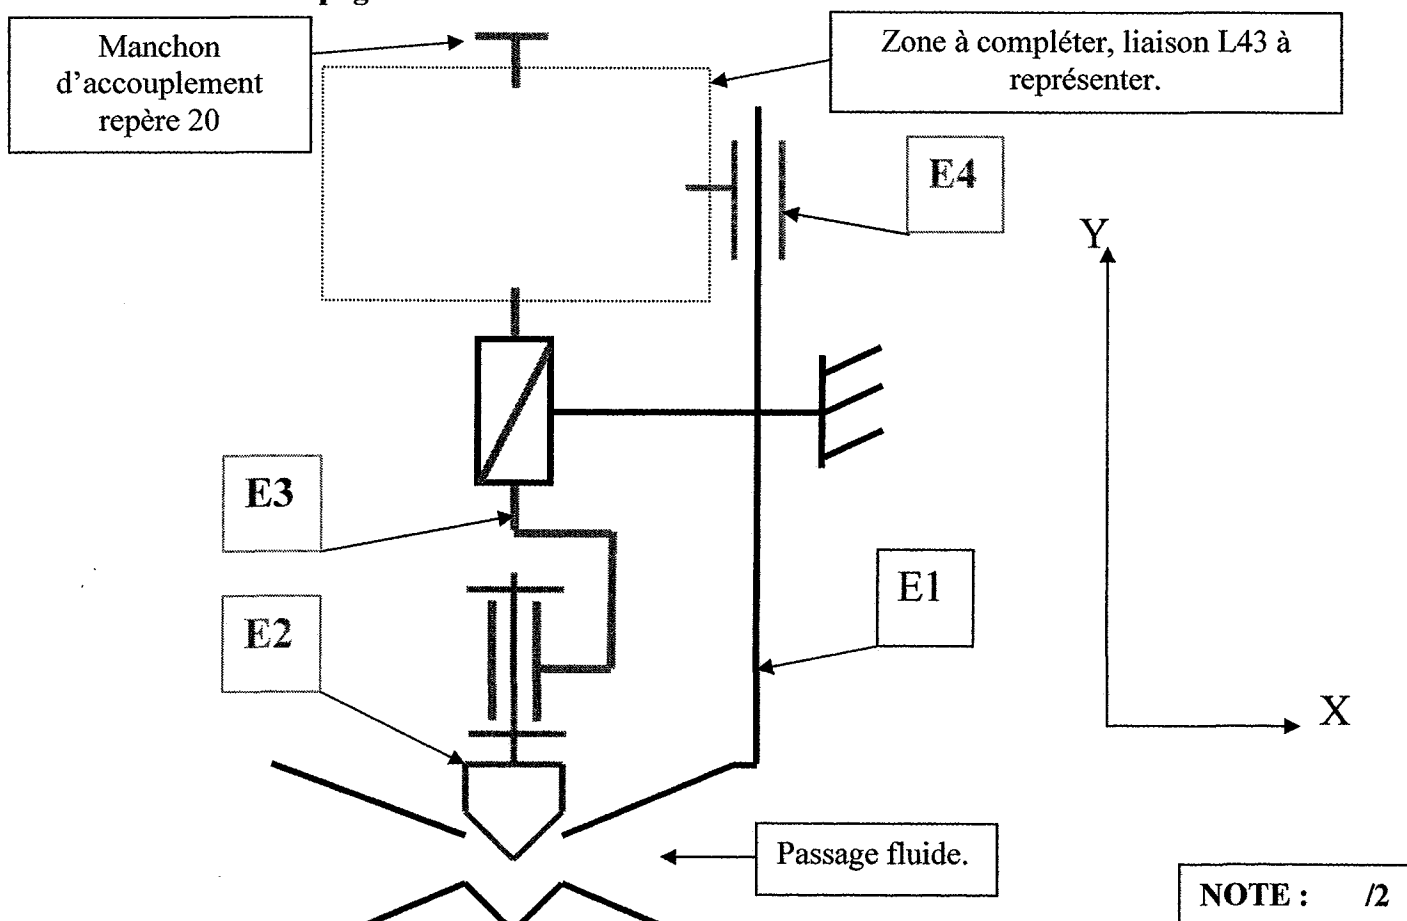 Manchon
d'accouplement
repère 20
Zone à compléter, liaison L43 à
représenter.
E4
Y
E3
E1
E2
X
Passage fluide.
NOTE : /2